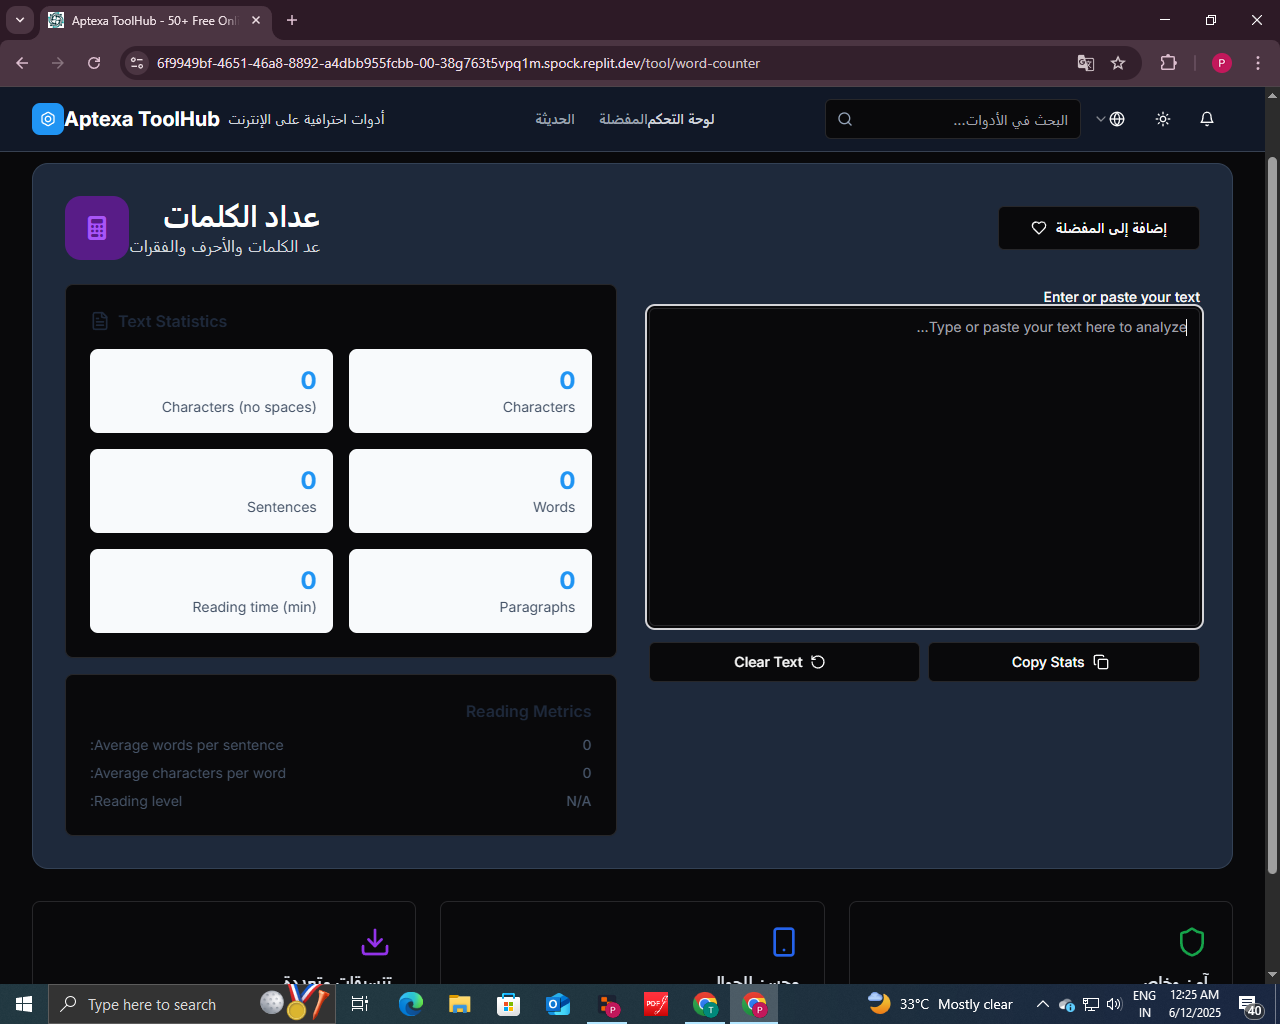 Aptexa ToolHub - 50+ Free Onl
6f9949bf-4651-46a8-8892-a4dbb955fcbb-00-38g763t5vpq1m.spock.replit.dev/tool/word-counter
P
Aptexa ToolHub
أدوات احترافية على الإنترنت
لوحة التحكم
المفضلة
الحديثة
البحث في الأدوات...
عداد الكلمات
عد الكلمات والأحرف والفقرات
إضافة إلى المفضلة
Enter or paste your text
...Type or paste your text here to analyze
Clear Text
Copy Stats
Text Statistics
0
Characters (no spaces)
0
Characters
0
Sentences
0
Words
0
Reading time (min)
0
Paragraphs
Reading Metrics
:Average words per sentence
0
:Average characters per word
0
:Reading level
N/A
Type here to search
33°C Mostly clear
ENG
IN
12:25 AM
6/12/2025
40